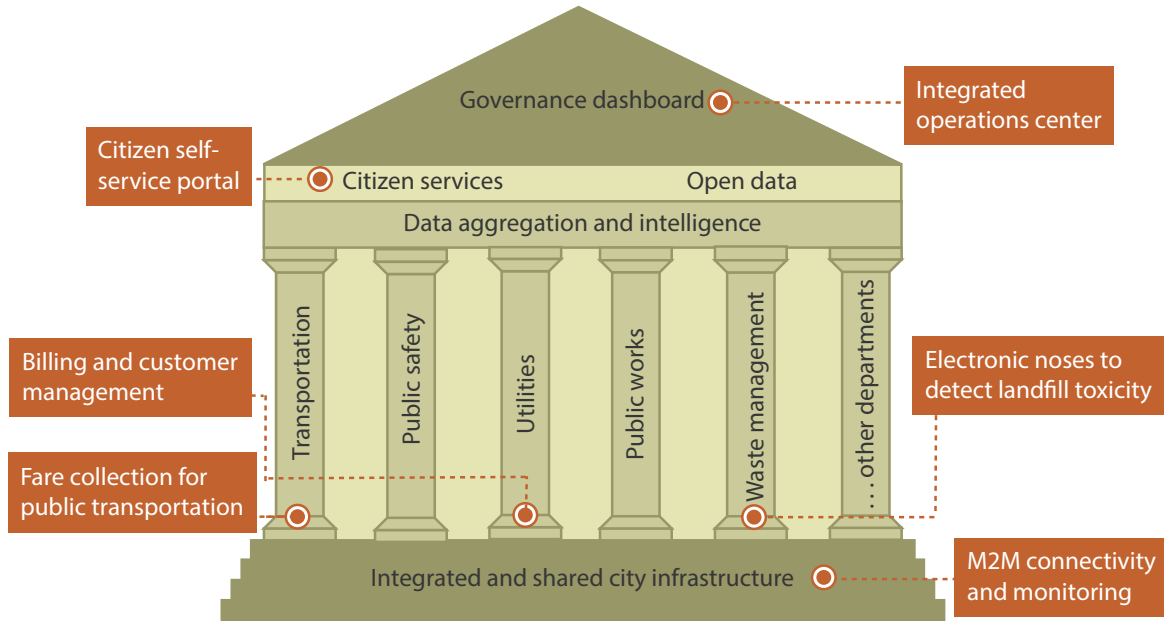 Governance dashboard
Integrated
operations center
Citizen self-
service portal
Citizen services
Open data
Data aggregation and intelligence
Transportation
Public safety
Utilities
Public works
Waste management
...other departments
Billing and customer
management
Electronic noses to
detect landfill toxicity
Fare collection for
public transportation
Integrated and shared city infrastructure
M2M connectivity
and monitoring